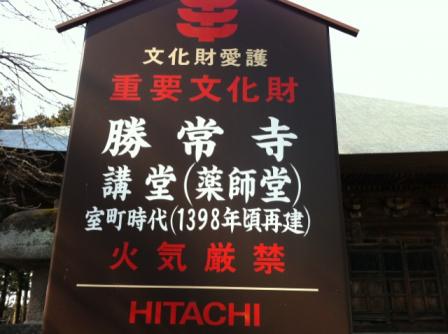 文化財愛護
重要文化財
勝常寺
講堂(薬師堂)
室町時代(1398年頃再建)
火気厳禁
HITACHI